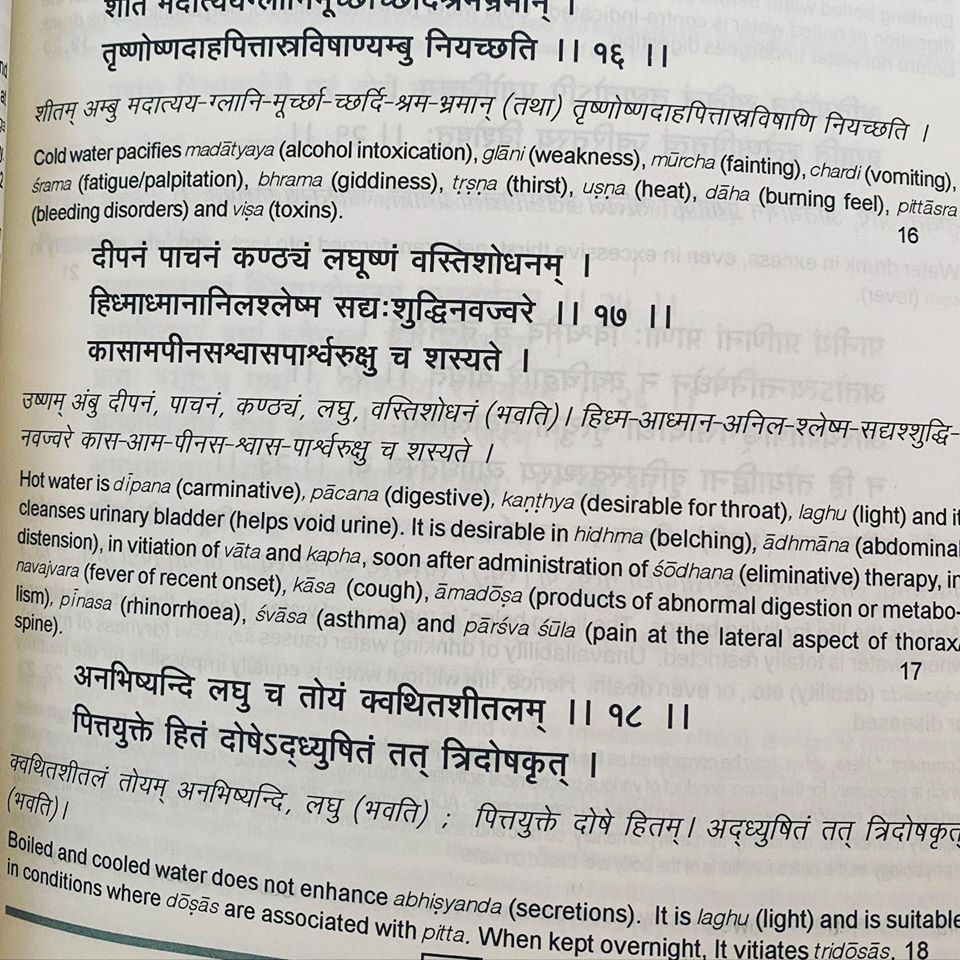 शीतं मदात्ययग्लानिमूर्च्छाच्छर्दिश्रमभ्रमान् ।
तृष्णोष्णदाहपित्तास्रविषाण्यम्बु नियच्छति ।। १६ ।।
शीतम् अम्बु मदात्यय-ग्लानि-मूर्च्छा-च्छर्दि-श्रम-भ्रमान् (तथा) तृष्णोष्णदाहपित्तास्रविषाणि नियच्छति ।
Cold water pacifies madātyaya (alcohol intoxication), glāni (weakness), mūrcha (fainting), chardi (vomiting),
śrama (fatigue/palpitation), bhrama (giddiness), tṛṣṇa (thirst), uṣṇa (heat), dāha (burning feel), pittāsra
(bleeding disorders) and viṣa (toxins).
16
दीपनं पाचनं कण्ठ्यं लघूष्णं वस्तिशोधनम् ।
हिध्माध्मानानिलश्लेष्म सद्यःशुद्धिनवज्वरे ।। १७ ।।
कासामपीनसश्वासपार्श्वरुक्षु च शस्यते ।
उष्णम् अंबु दीपनं, पाचनं, कण्ठ्यं, लघु, वस्तिशोधनं (भवति)। हिध्म-आध्मान-अनिल-श्लेष्म-सद्यश्शुद्धि-
नवज्वरे कास-आम-पीनस-श्वास-पार्श्वरुक्षु च शस्यते ।
Hot water is dīpana (carminative), pācana (digestive), kaṇṭhya (desirable for throat), laghu (light) and it
cleanses urinary bladder (helps void urine). It is desirable in hidhma (belching), ādhmāna (abdominal
distension), in vitiation of vāta and kapha, soon after administration of śōdhana (eliminative) therapy, in
navajvara (fever of recent onset), kāsa (cough), āmadōṣa (products of abnormal digestion or metabo-
lism), pīnasa (rhinorrhoea), śvāsa (asthma) and pārśva śūla (pain at the lateral aspect of thorax/
spine).
17
अनभिष्यन्दि लघु च तोयं क्वथितशीतलम् ।। १८ ।।
पित्तयुक्ते हितं दोषेऽद्ध्युषितं तत् त्रिदोषकृत् ।
क्वथितशीतलं तोयम् अनभिष्यन्दि, लघु (भवति) ; पित्तयुक्ते दोषे हितम्। अद्ध्युषितं तत् त्रिदोषकृत्
(भवति)।
Boiled and cooled water does not enhance abhiṣyanda (secretions). It is laghu (light) and is suitable
in conditions where dōṣās are associated with pitta. When kept overnight, It vitiates tridōsās. 18